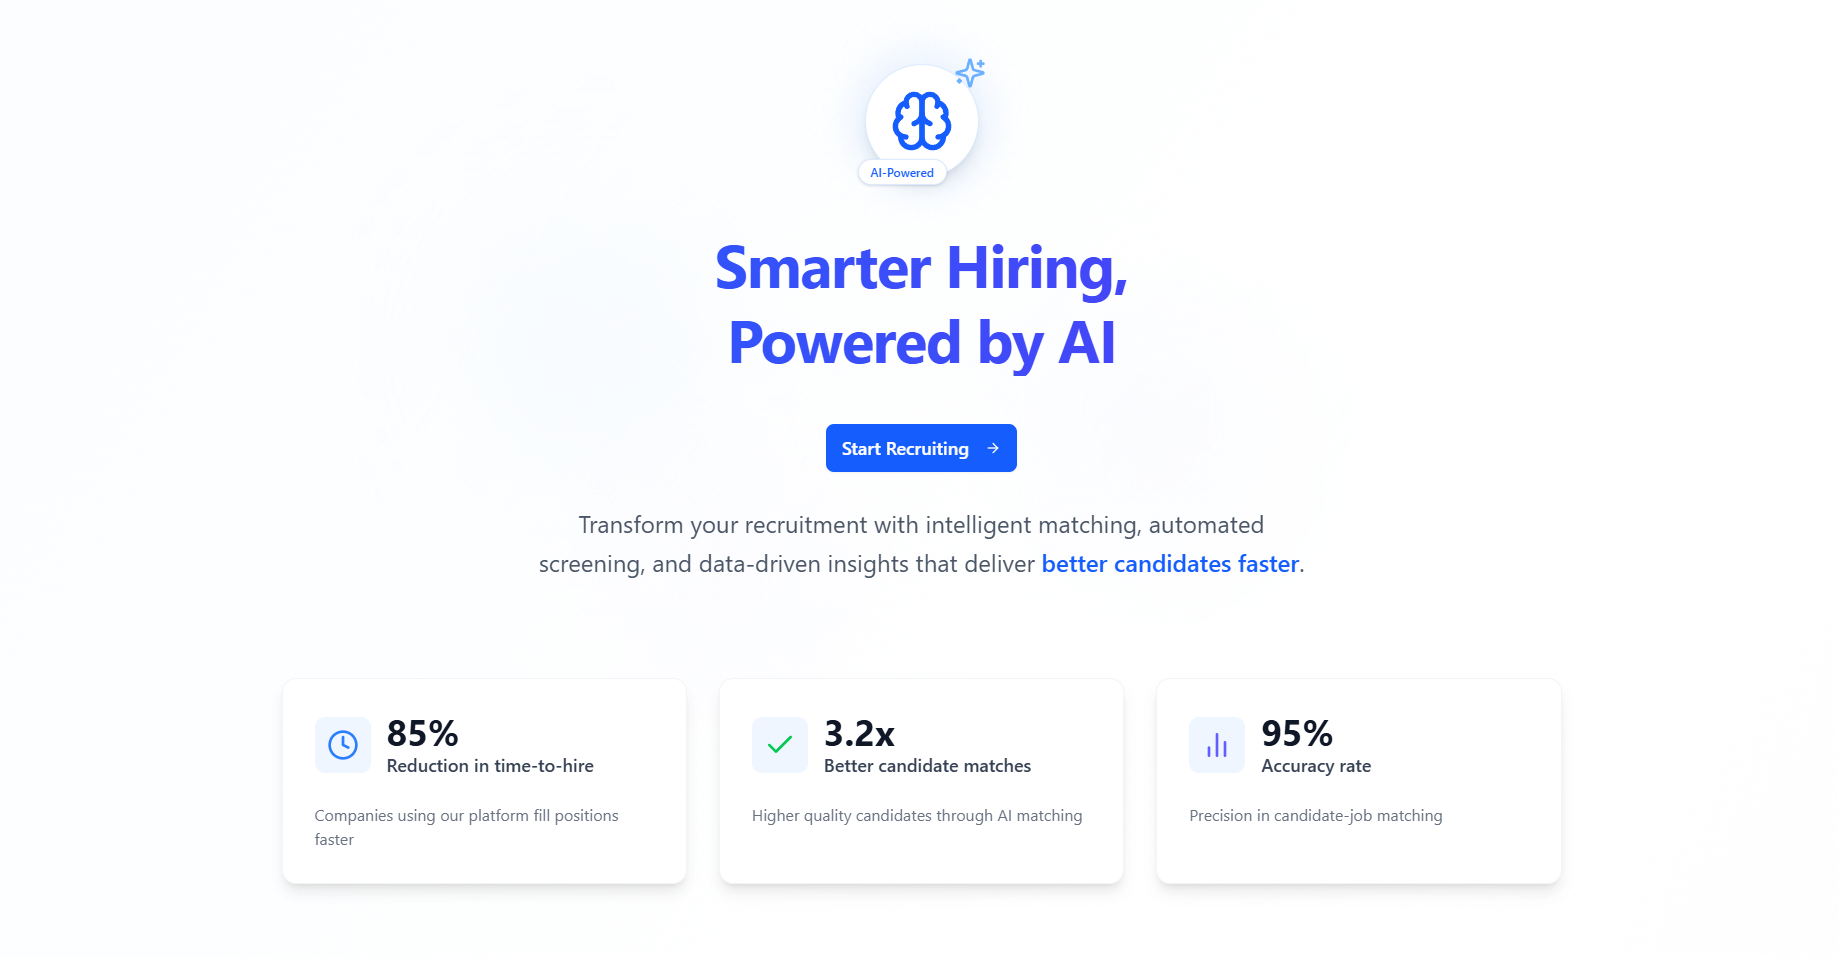 AI-Powered
Smarter Hiring,
Powered by AI
Start Recruiting
Transform your recruitment with intelligent matching, automated
screening, and data-driven insights that deliver better candidates faster.
85%
Reduction in time-to-hire
Companies using our platform fill positions
faster
3.2x
Better candidate matches
Higher quality candidates through AI matching
95%
Accuracy rate
Precision in candidate-job matching